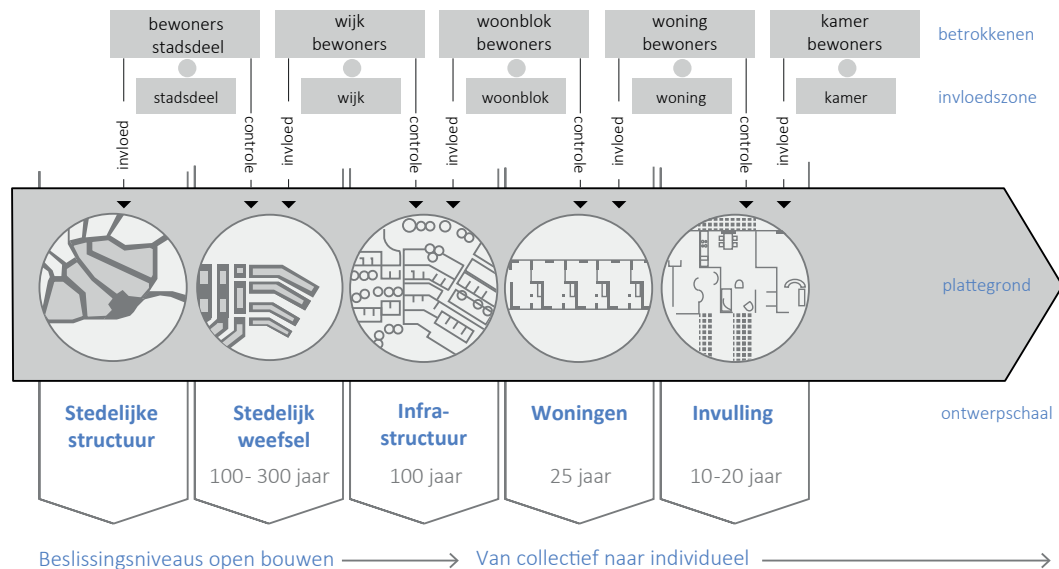 bewoners
stadsdeel
wijk
bewoners
woonblok
bewoners
woning
bewoners
kamer
bewoners
betrokkenen
stadsdeel
wijk
woonblok
woning
kamer
invloedszone
invloed
controle
invloed
controle
invloed
controle
invloed
controle
invloed
plattegrond
Stedelijke
structuur
Stedelijk
weefsel
100- 300 jaar
Infra-
structuur
100 jaar
Woningen
25 jaar
Invulling
10-20 jaar
ontwerpschaal
Beslissingsniveaus open bouwen
Van collectief naar individueel